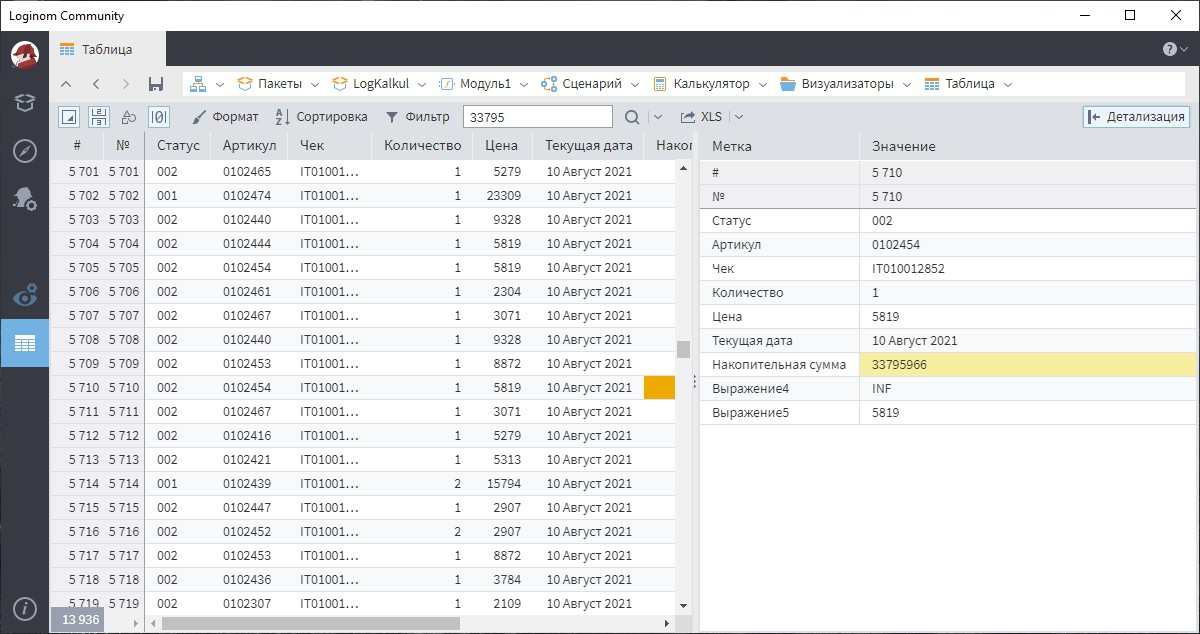 Loginom Community
Таблица
Пакеты LogKalkul Модуль1 Сценарий Калькулятор Визуализаторы Таблица
Формат Сортировка Фильтр 33795 XLS Детализация
# № Статус Артикул Чек Количество Цена Текущая дата Накоп Метка Значение
5 701 5 701 002 0102465 IT01001... 1 5279 10 Август 2021 # 5 710
5 702 5 702 001 0102474 IT01001... 1 23309 10 Август 2021 № 5 710
5 703 5 703 002 0102440 IT01001... 1 9328 10 Август 2021 Статус 002
5 704 5 704 002 0102444 IT01001... 1 5819 10 Август 2021 Артикул 0102454
5 705 5 705 002 0102454 IT01001... 1 5819 10 Август 2021 Чек IT010012852
5 706 5 706 002 0102461 IT01001... 1 2304 10 Август 2021 Количество 1
5 707 5 707 002 0102467 IT01001... 1 3071 10 Август 2021 Цена 5819
5 708 5 708 002 0102440 IT01001... 1 9328 10 Август 2021 Текущая дата 10 Август 2021
5 709 5 709 002 0102453 IT01001... 1 8872 10 Август 2021 Накопительная сумма 33795966
5 710 5 710 002 0102454 IT01001... 1 5819 10 Август 2021 Выражение4 INF
5 711 5 711 002 0102467 IT01001... 1 3071 10 Август 2021 Выражение5 5819
5 712 5 712 002 0102416 IT01001... 1 5279 10 Август 2021
5 713 5 713 002 0102421 IT01001... 1 5313 10 Август 2021
5 714 5 714 001 0102439 IT01001... 2 15794 10 Август 2021
5 715 5 715 002 0102447 IT01001... 1 2907 10 Август 2021
5 716 5 716 002 0102452 IT01001... 2 2907 10 Август 2021
5 717 5 717 002 0102453 IT01001... 1 8872 10 Август 2021
5 718 5 718 002 0102436 IT01001... 1 3784 10 Август 2021
5 719 5 719 002 0102307 IT01001... 1 2109 10 Август 2021
13 936